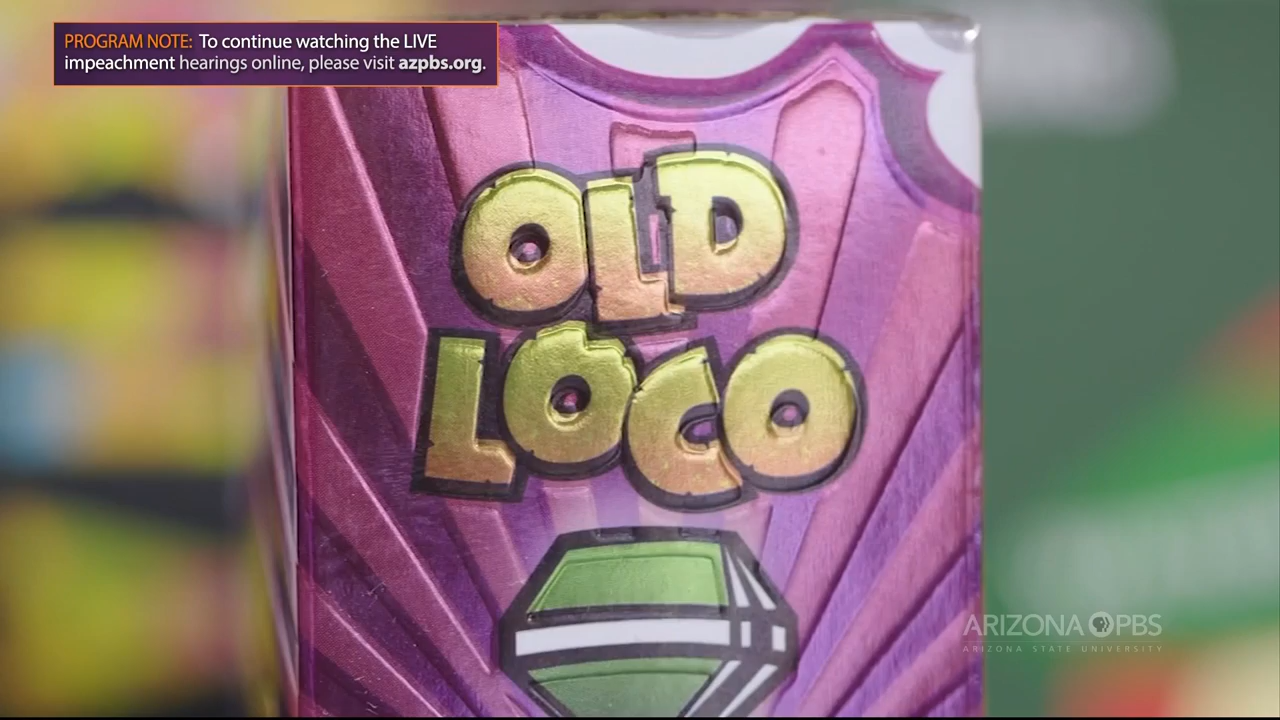 PROGRAM NOTE: To continue watching the LIVE
impeachment hearings online, please visit azpbs.org.
OLD
LOCO
ARIZONA PBS
ARIZONA STATE UNIVERSITY